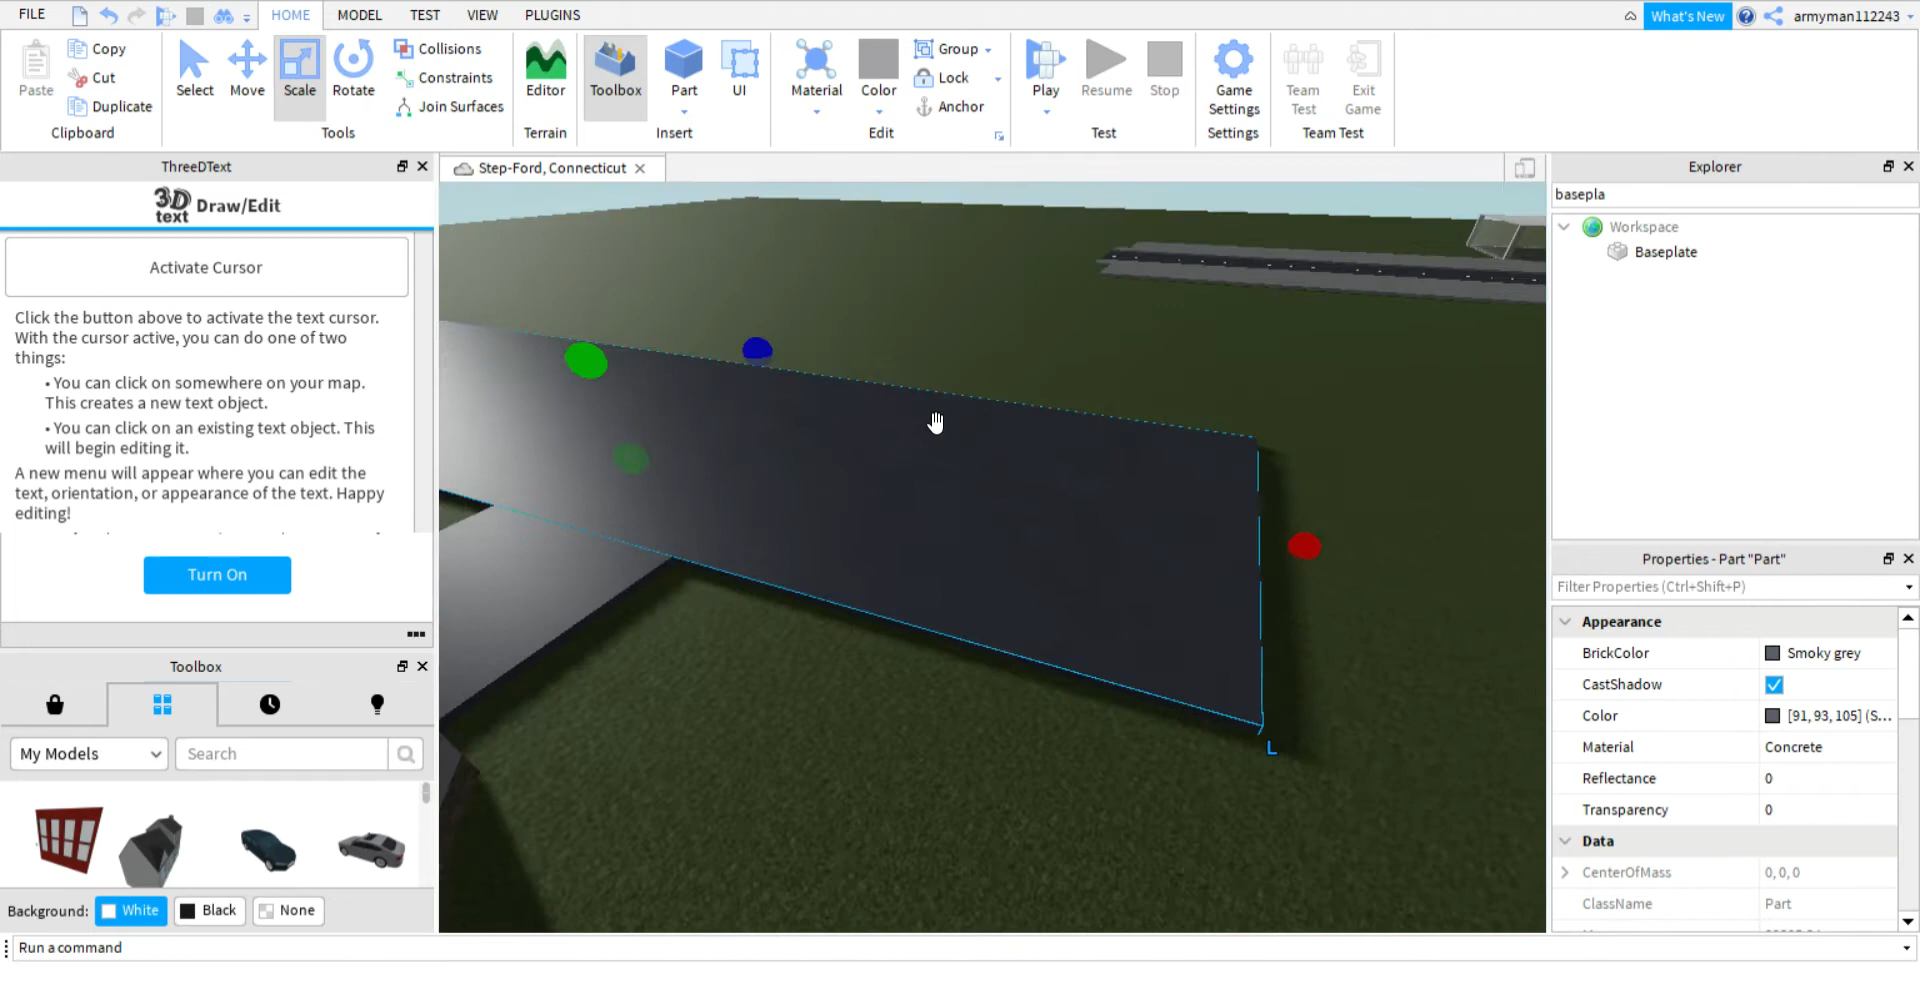 FILE
HOME
MODEL
TEST
VIEW
PLUGINS
What's New
armyman112243
Paste
Copy
Cut
Duplicate
Clipboard
Select
Move
Scale
Rotate
Collisions
Constraints
Join Surfaces
Tools
Editor
Terrain
Toolbox
Part
UI
Insert
Material
Color
Group
Lock
Anchor
Edit
Play
Resume
Stop
Test
Game
Settings
Settings
Team
Test
Exit
Game
Team Test
ThreeDText
3D
text
Draw/Edit
Activate Cursor
Click the button above to activate the text cursor.
With the cursor active, you can do one of two
things:
• You can click on somewhere on your map.
This creates a new text object.
• You can click on an existing text object. This
will begin editing it.
A new menu will appear where you can edit the
text, orientation, or appearance of the text. Happy
editing!
Turn On
Toolbox
My Models
Search
Background:
White
Black
None
Run a command
Step-Ford, Connecticut
L
Explorer
basepla
Workspace
Baseplate
Properties - Part "Part"
Filter Properties (Ctrl+Shift+P)
Appearance
BrickColor
Smoky grey
CastShadow
Color
[91, 93, 105] (S...
Material
Concrete
Reflectance
0
Transparency
0
Data
CenterOfMass
0, 0, 0
ClassName
Part